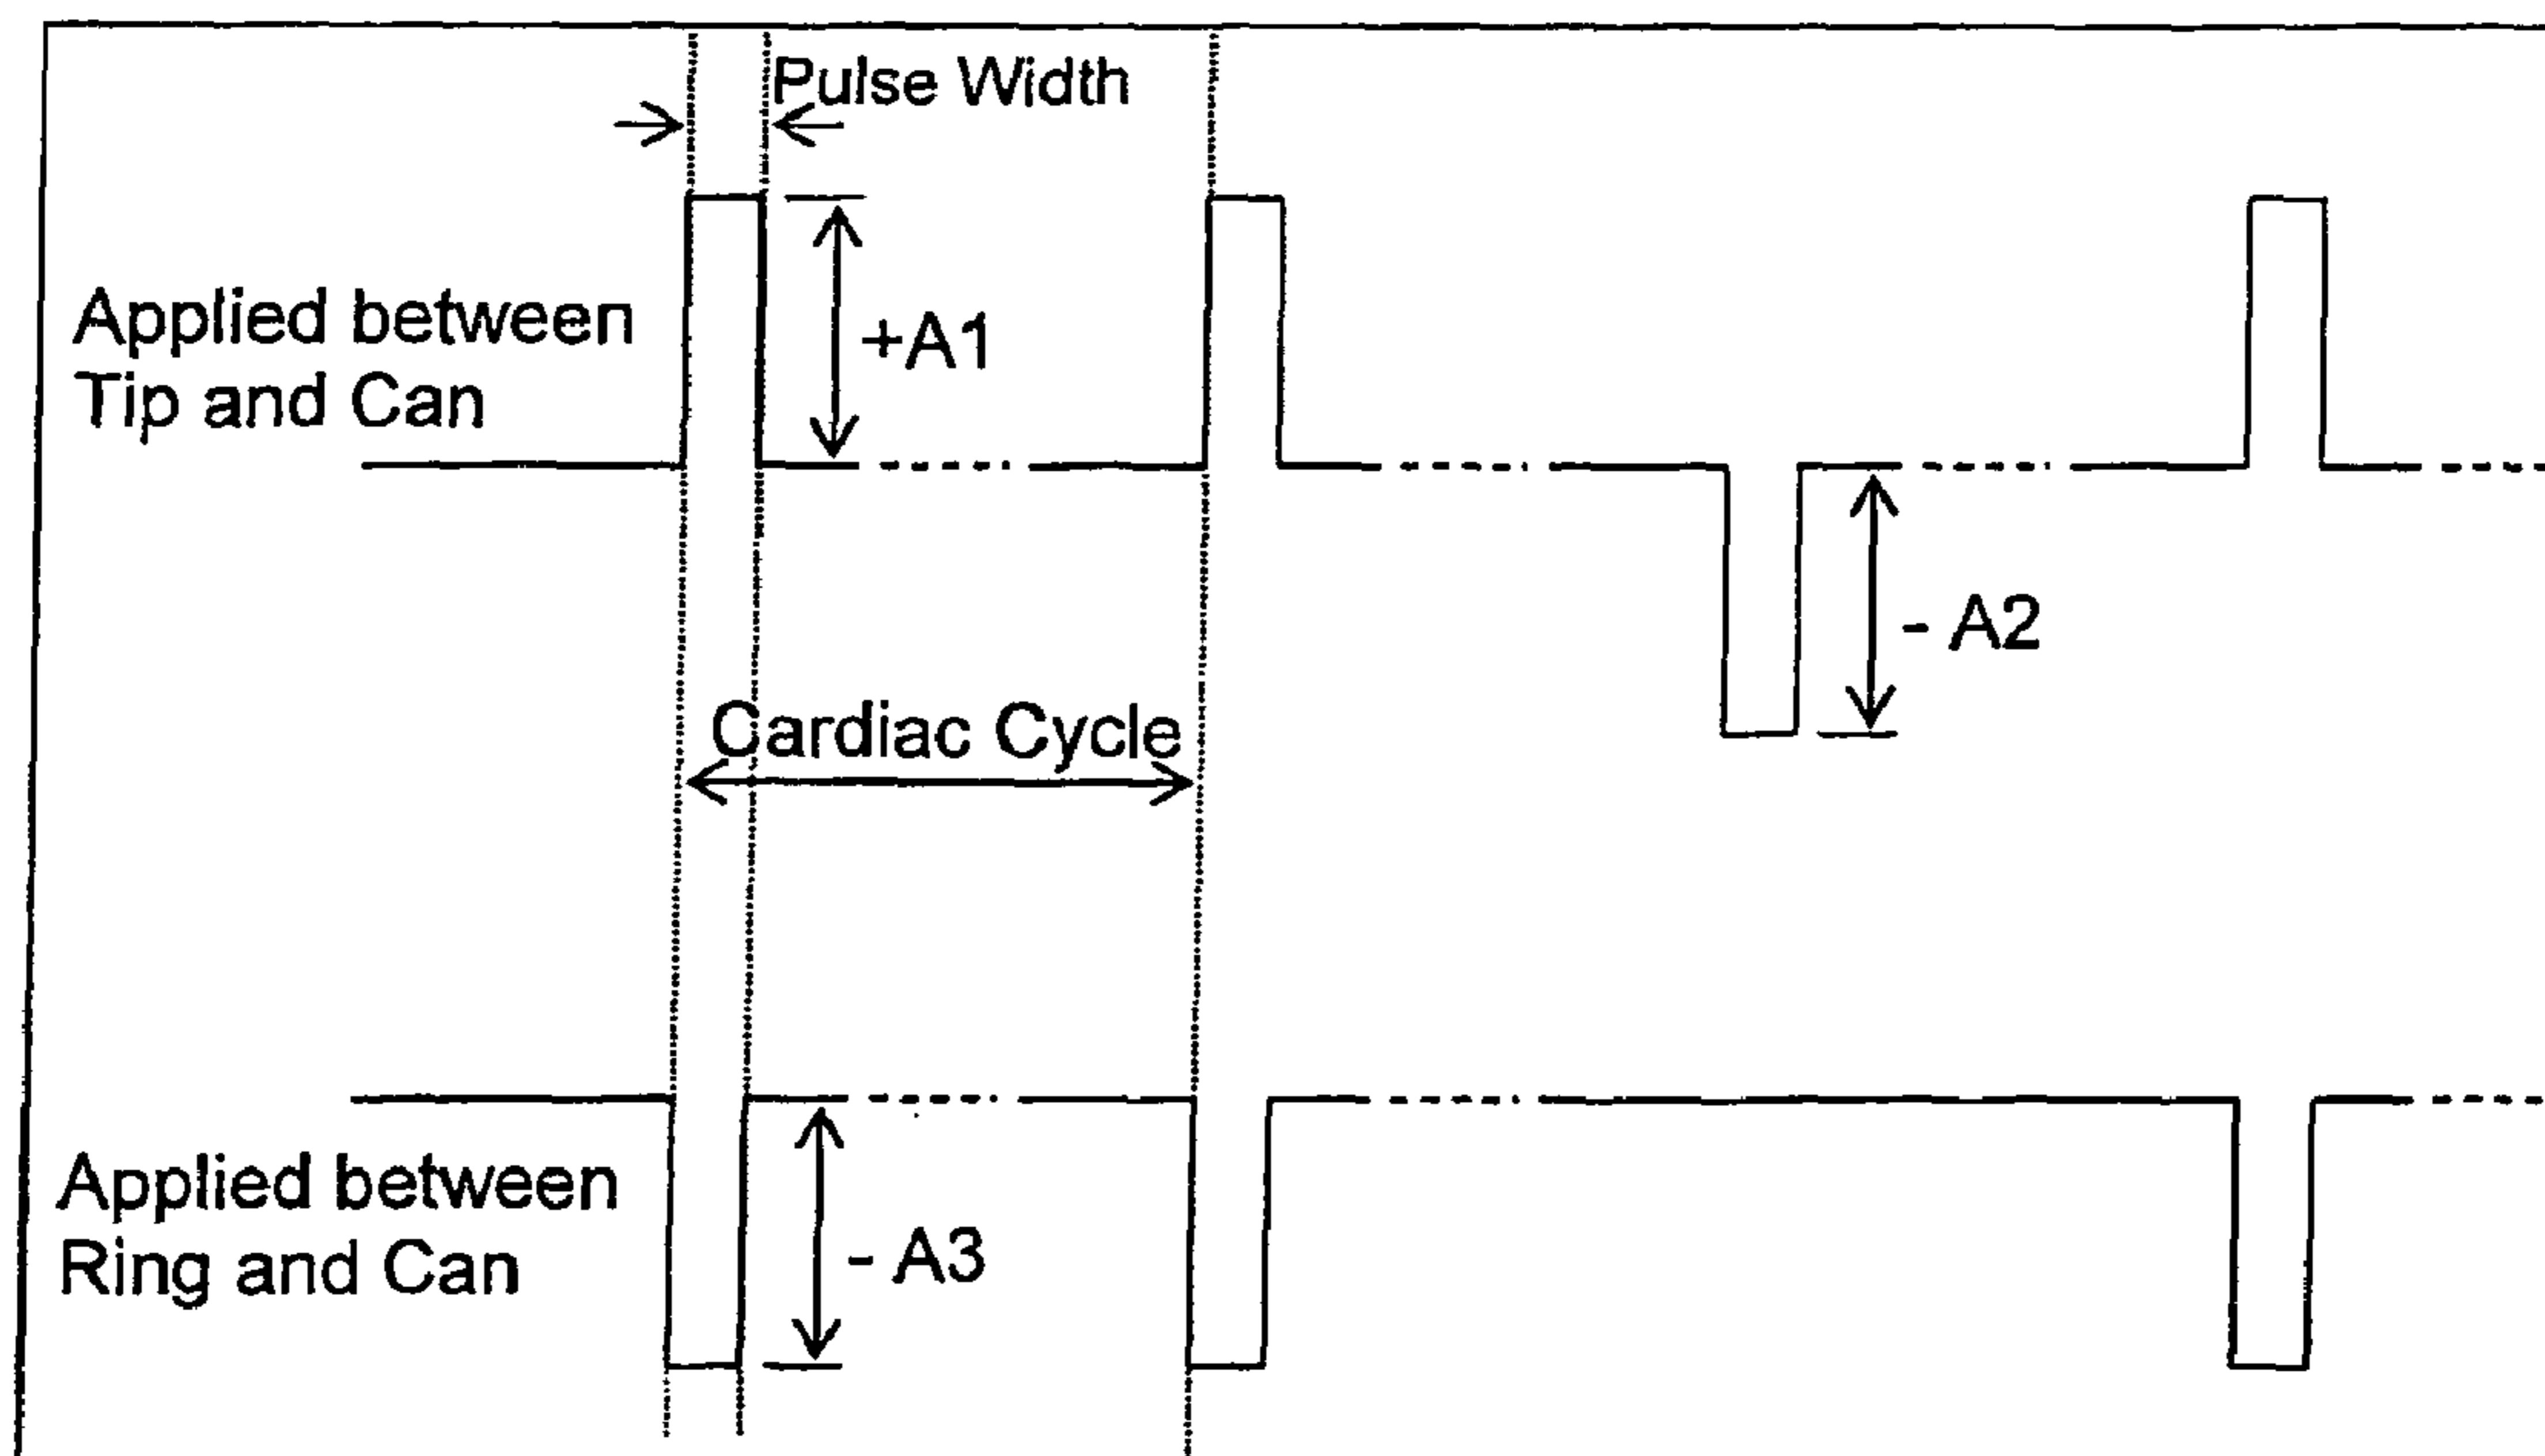 Pulse Width
Applied between
Tip and Can
+A1
- A2
Cardiac Cycle
Applied between
Ring and Can
- A3